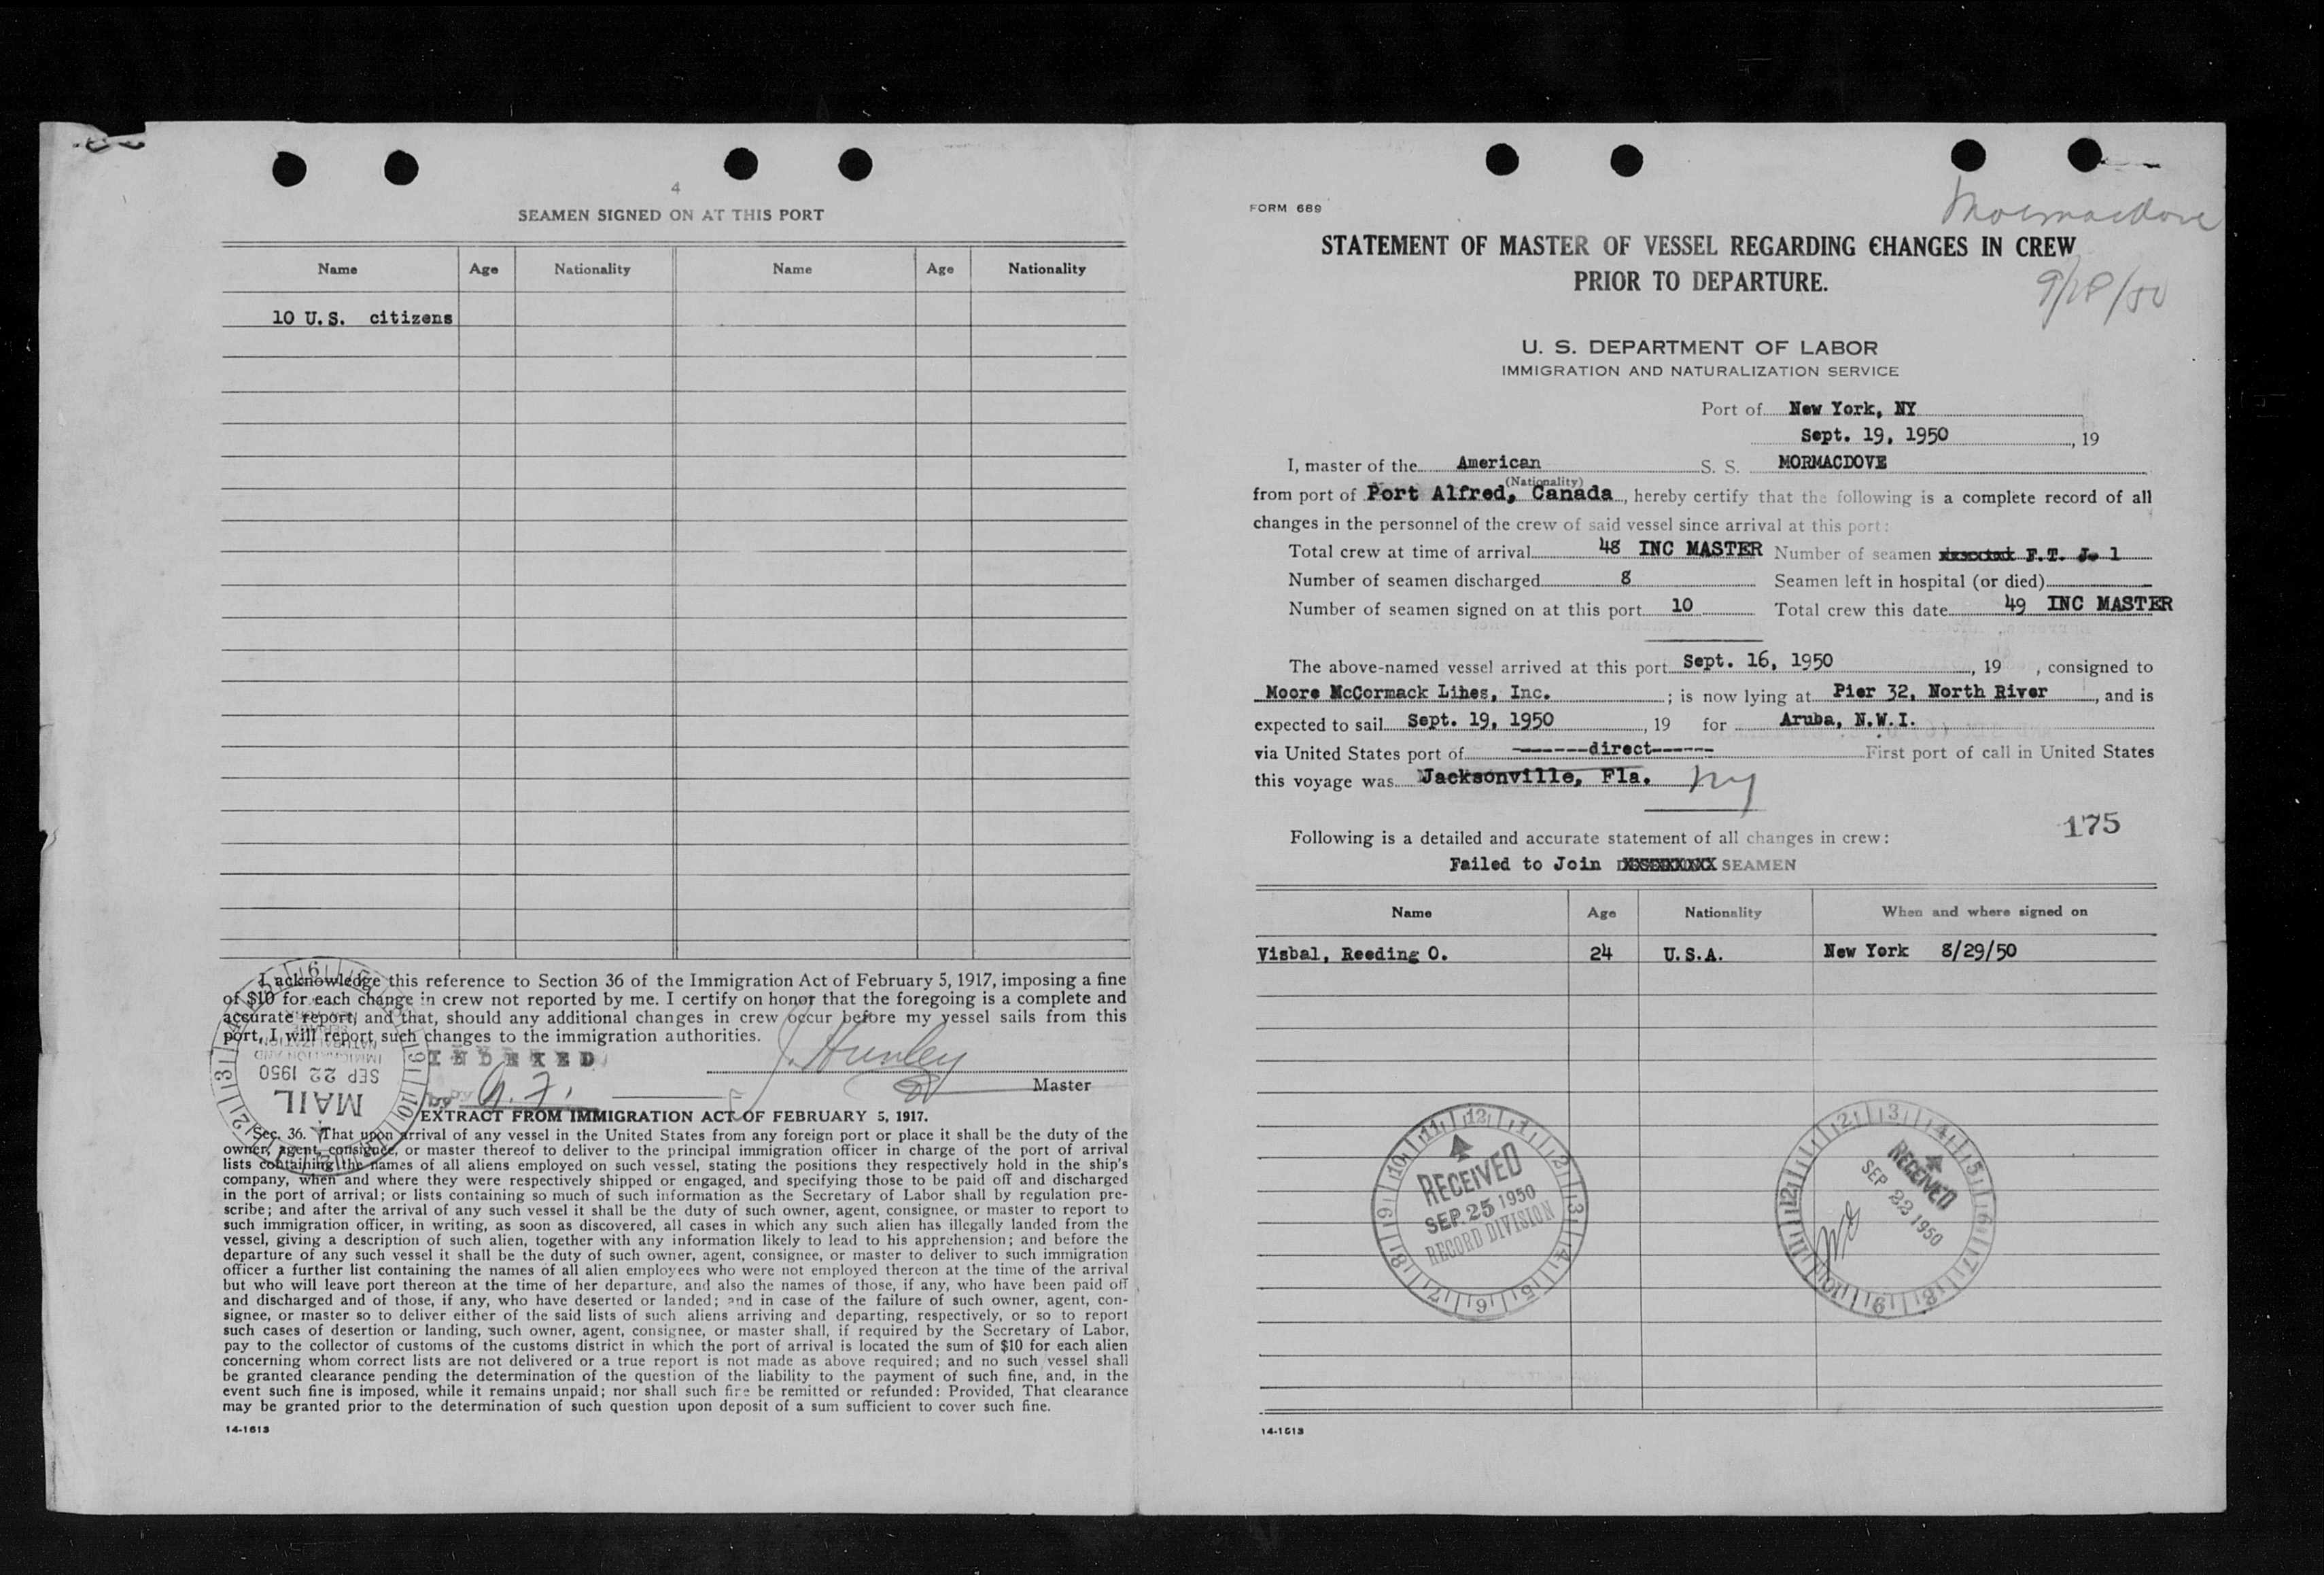 4
SEAMEN SIGNED ON AT THIS PORT
Name Age Nationality Name Age Nationality
10 U.S. citizens
I acknowledge this reference to Section 36 of the Immigration Act of February 5, 1917, imposing a fine
of $10 for each change in crew not reported by me. I certify on honor that the foregoing is a complete and
accurate report; and that, should any additional changes in crew occur before my vessel sails from this
port, I will report such changes to the immigration authorities.
INDEXED
J. Hunley
Master
by
SEP 22 1950
MAIL
EXTRACT FROM IMMIGRATION ACT OF FEBRUARY 5, 1917.
Sec. 36. That upon arrival of any vessel in the United States from any foreign port or place it shall be the duty of the
owner, agent, consignee, or master thereof to deliver to the principal immigration officer in charge of the port of arrival
lists containing the names of all aliens employed on such vessel, stating the positions they respectively hold in the ship's
company, when and where they were respectively shipped or engaged, and specifying those to be paid off and discharged
in the port of arrival; or lists containing so much of such information as the Secretary of Labor shall by regulation pre-
scribe; and after the arrival of any such vessel it shall be the duty of such owner, agent, consignee, or master to report to
such immigration officer, in writing, as soon as discovered, all cases in which any such alien has illegally landed from the
vessel, giving a description of such alien, together with any information likely to lead to his apprehension; and before the
departure of any such vessel it shall be the duty of such owner, agent, consignee, or master to deliver to such immigration
officer a further list containing the names of all alien employees who were not employed thereon at the time of the arrival
but who will leave port thereon at the time of her departure, and also the names of those, if any, who have been paid off
and discharged and of those, if any, who have deserted or landed; and in case of the failure of such owner, agent, con-
signee, or master so to deliver either of the said lists of such aliens arriving and departing, respectively, or so to report
such cases of desertion or landing, such owner, agent, consignee, or master shall, if required by the Secretary of Labor,
pay to the collector of customs of the customs district in which the port of arrival is located the sum of $10 for each alien
concerning whom correct lists are not delivered or a true report is not made as above required; and no such vessel shall
be granted clearance pending the determination of the question of the liability to the payment of such fine, and, in the
event such fine is imposed, while it remains unpaid; nor shall such fine be remitted or refunded: Provided, That clearance
may be granted prior to the determination of such question upon deposit of a sum sufficient to cover such fine.
14-1613
FORM 689
Mormacdove
STATEMENT OF MASTER OF VESSEL REGARDING CHANGES IN CREW
PRIOR TO DEPARTURE.
U. S. DEPARTMENT OF LABOR
IMMIGRATION AND NATURALIZATION SERVICE
Port of New York, NY
Sept. 19, 1950, 19
I, master of the American S. S. MORMACDOVE
(Nationality)
from port of Port Alfred, Canada, hereby certify that the following is a complete record of all
changes in the personnel of the crew of said vessel since arrival at this port:
Total crew at time of arrival 48 INC MASTER Number of seamen F.T. J. 1
Number of seamen discharged 8 Seamen left in hospital (or died)
Number of seamen signed on at this port 10 Total crew this date 49 INC MASTER
The above-named vessel arrived at this port Sept. 16, 1950, 19 , consigned to
Moore McCormack Lines, Inc. ; is now lying at Pier 32, North River, and is
expected to sail Sept. 19, 1950, 19 for Aruba, N.W.I.
via United States port of -------direct------ First port of call in United States
this voyage was Jacksonville, Fla. NY
175
Following is a detailed and accurate statement of all changes in crew:
Failed to Join SEAMEN
Name Age Nationality When and where signed on
Visbal, Reeding O. 24 U.S.A. New York 8/29/50
RECEIVED
SEP 25 1950
RECORD DIVISION
RECEIVED
SEP 22 1950
14-1613